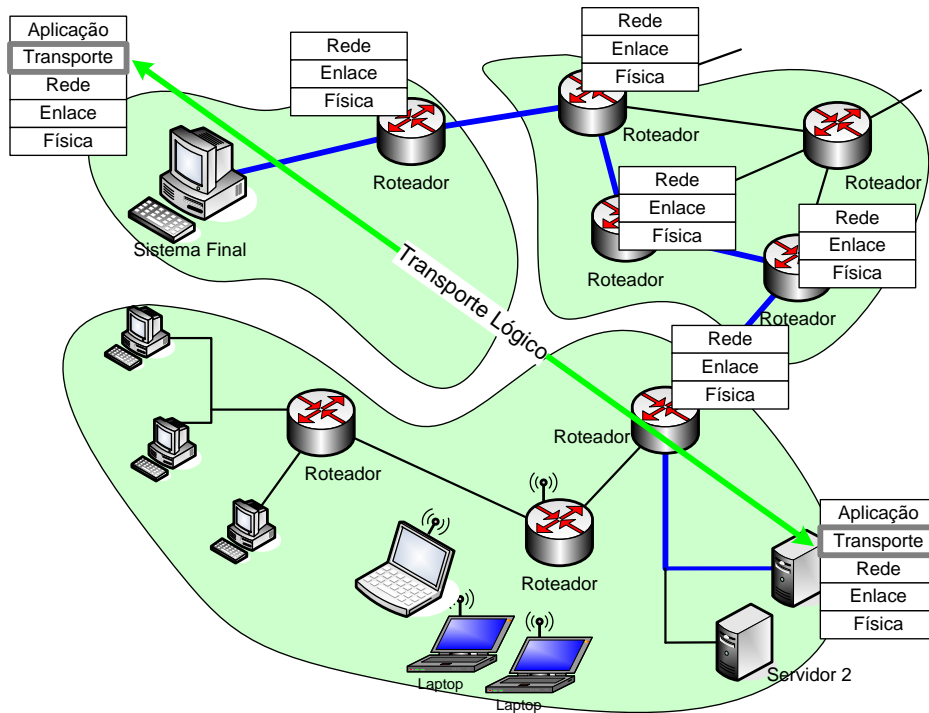 Aplicação
Transporte
Rede
Enlace
Física
Rede
Enlace
Física
Rede
Enlace
Física
Roteador
Roteador
Roteador
Sistema Final
Rede
Enlace
Física
Roteador
Rede
Enlace
Física
Roteador
Transporte Lógico
Rede
Enlace
Física
Roteador
Roteador
Roteador
Aplicação
Transporte
Rede
Enlace
Física
Servidor 2
Laptop
Laptop